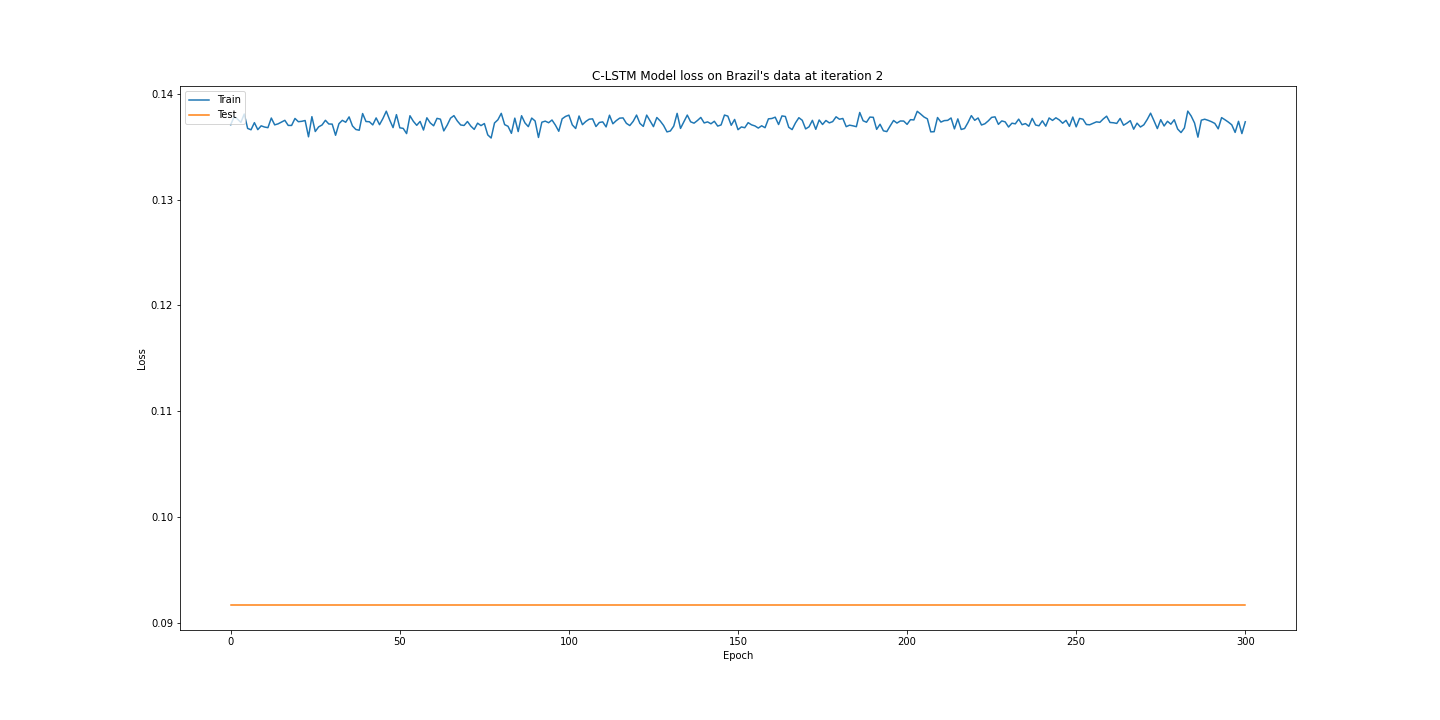 C-LSTM Model loss on Brazil's data at iteration 2
Train
Test
0.14
0.13
0.12
0.11
0.10
0.09
Loss
0
50
100
150
200
250
300
Epoch